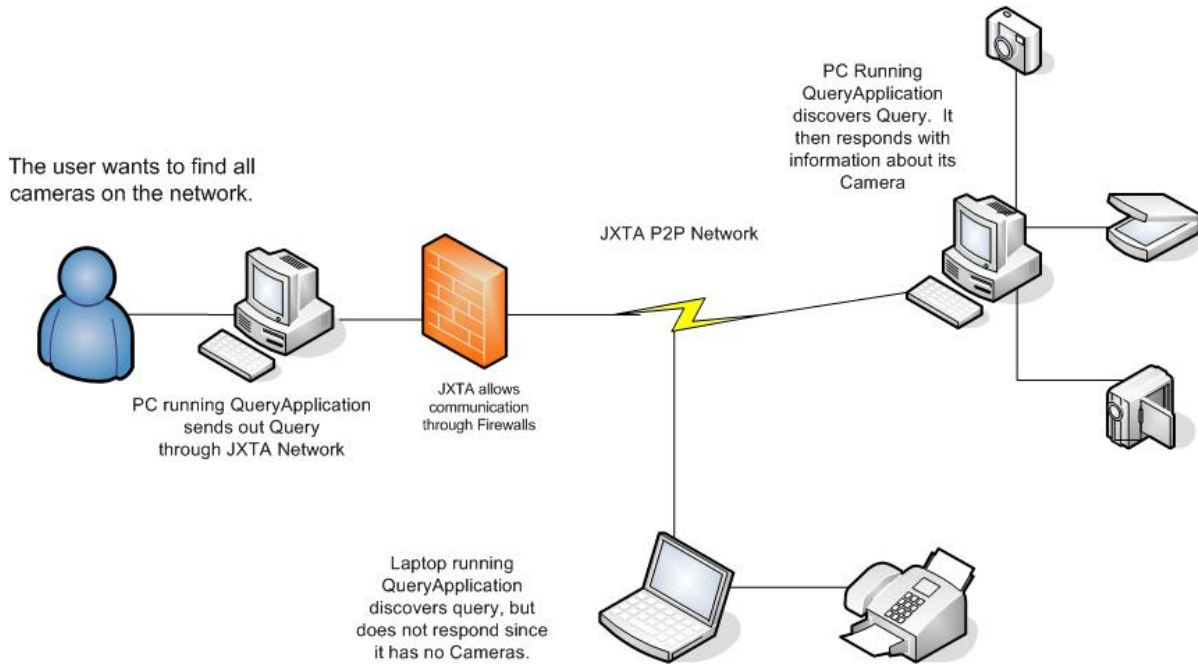 The user wants to find all
cameras on the network.
PC running QueryApplication
sends out Query
through JXTA Network
JXTA allows
communication
through Firewalls
JXTA P2P Network
PC Running
QueryApplication
discovers Query.  It
then responds with
information about its
Camera
Laptop running
QueryApplication
discovers query, but
does not respond since
it has no Cameras.